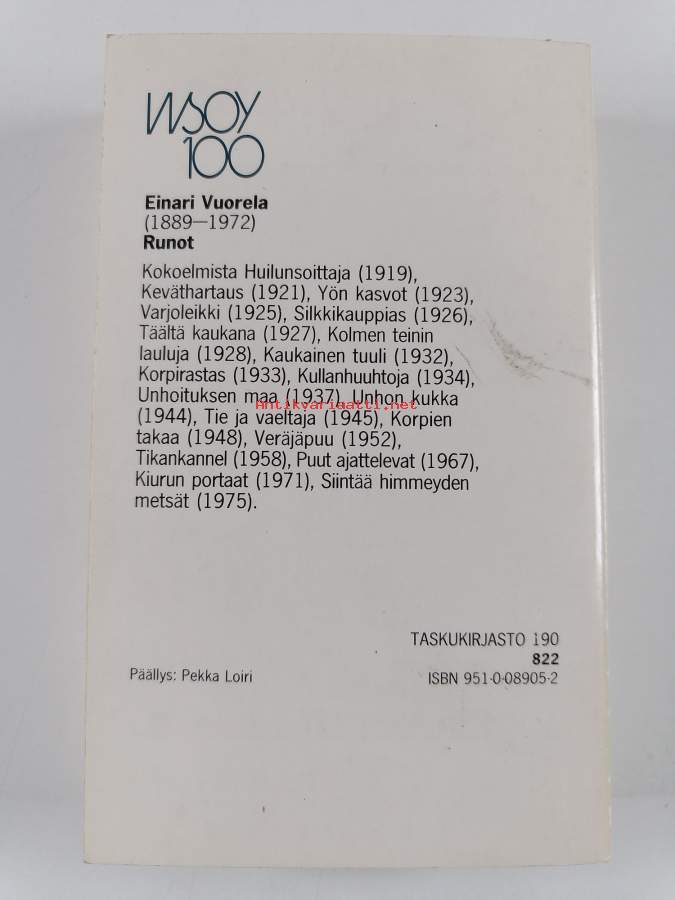 WSOY
100
Einari Vuorela
(1889—1972)
Runot
Kokoelmista Huilunsoittaja (1919),
Keväthartaus (1921), Yön kasvot (1923),
Varjoleikki (1925), Silkkikauppias (1926),
Täältä kaukana (1927), Kolmen teinin
lauluja (1928), Kaukainen tuuli (1932),
Korpirastas (1933), Kullanhuuhtoja (1934),
Unhoituksen maa (1937), Unhon kukka
Antikvariaatti.net
(1944), Tie ja vaeltaja (1945), Korpien
takaa (1948), Veräjäpuu (1952),
Tikankannel (1958), Puut ajattelevat (1967),
Kiurun portaat (1971), Siintää himmeyden
metsät (1975).
TASKUKIRJASTO 190
822
Päällys: Pekka Loiri
ISBN 951-0-08905-2